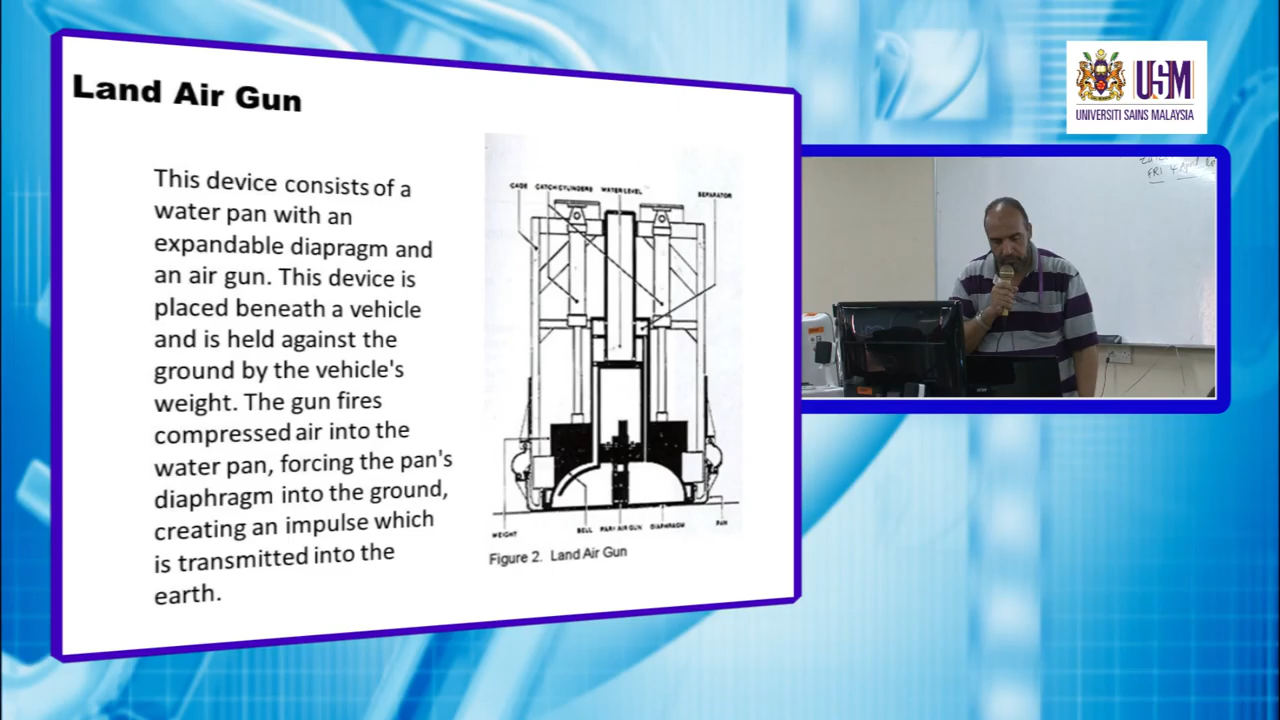 Land Air Gun
This device consists of a
water pan with an
expandable diapragm and
an air gun. This device is
placed beneath a vehicle
and is held against the
ground by the vehicle's
weight. The gun fires
compressed air into the
water pan, forcing the pan's
diaphragm into the ground,
creating an impulse which
is transmitted into the
earth.
CAGE CATCH CYLINDERS WATER LEVEL SEPARATOR
WEIGHT BELL PAR AIR GUN DIAPHRAGM PAN
Figure 2. Land Air Gun
USM
UNIVERSITI SAINS MALAYSIA
FRI